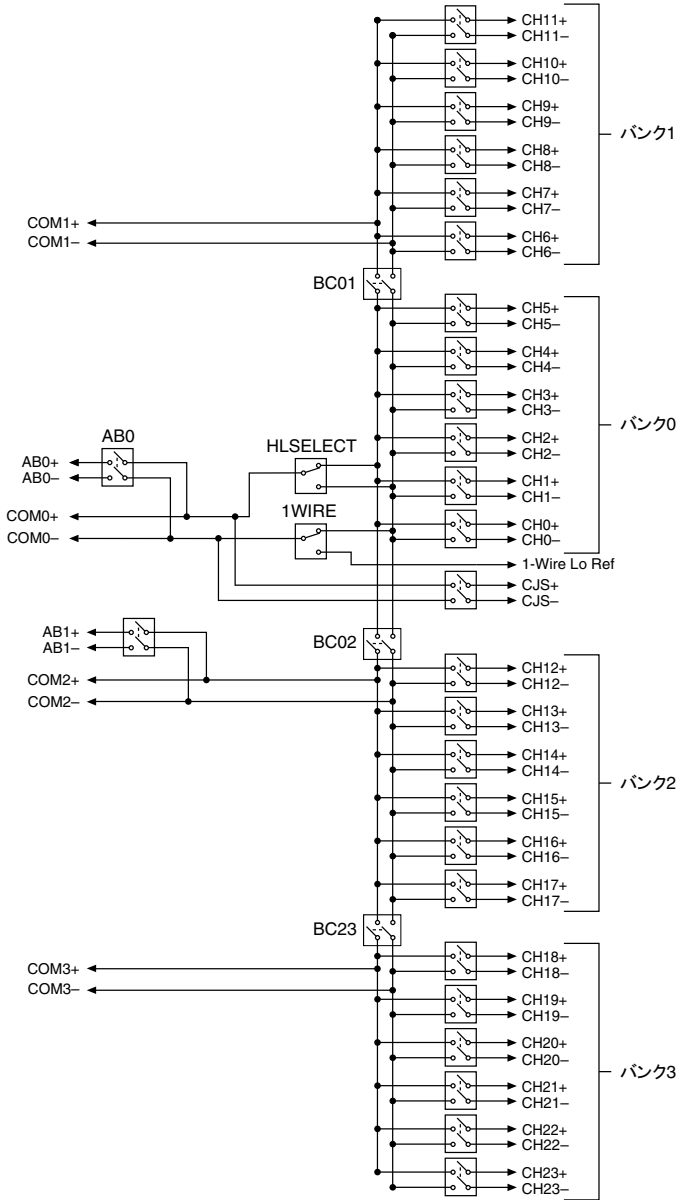 CH11+
CH11–
CH10+
CH10–
CH9+
CH9–
バンク1
CH8+
CH8–
CH7+
CH7–
COM1+
COM1–
CH6+
CH6–
BC01
CH5+
CH5–
CH4+
CH4–
CH3+
CH3–
バンク0
AB0
HLSELECT
CH2+
CH2–
AB0+
AB0–
CH1+
CH1–
COM0+
COM0–
1WIRE
CH0+
CH0–
1-Wire Lo Ref
CJS+
CJS–
AB1+
AB1–
BC02
COM2+
COM2–
CH12+
CH12–
CH13+
CH13–
CH14+
CH14–
バンク2
CH15+
CH15–
CH16+
CH16–
CH17+
CH17–
BC23
COM3+
COM3–
CH18+
CH18–
CH19+
CH19–
CH20+
CH20–
バンク3
CH21+
CH21–
CH22+
CH22–
CH23+
CH23–